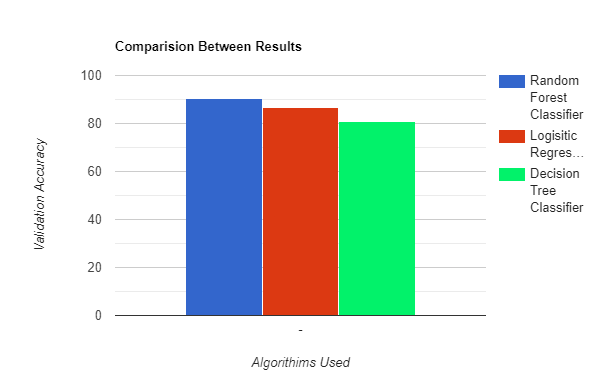 Comparision Between Results
100
80
60
40
20
0
Validation Accuracy
-
Algorithims Used
Random
Forest
Classifier
Logisitic
Regres…
Decision
Tree
Classifier